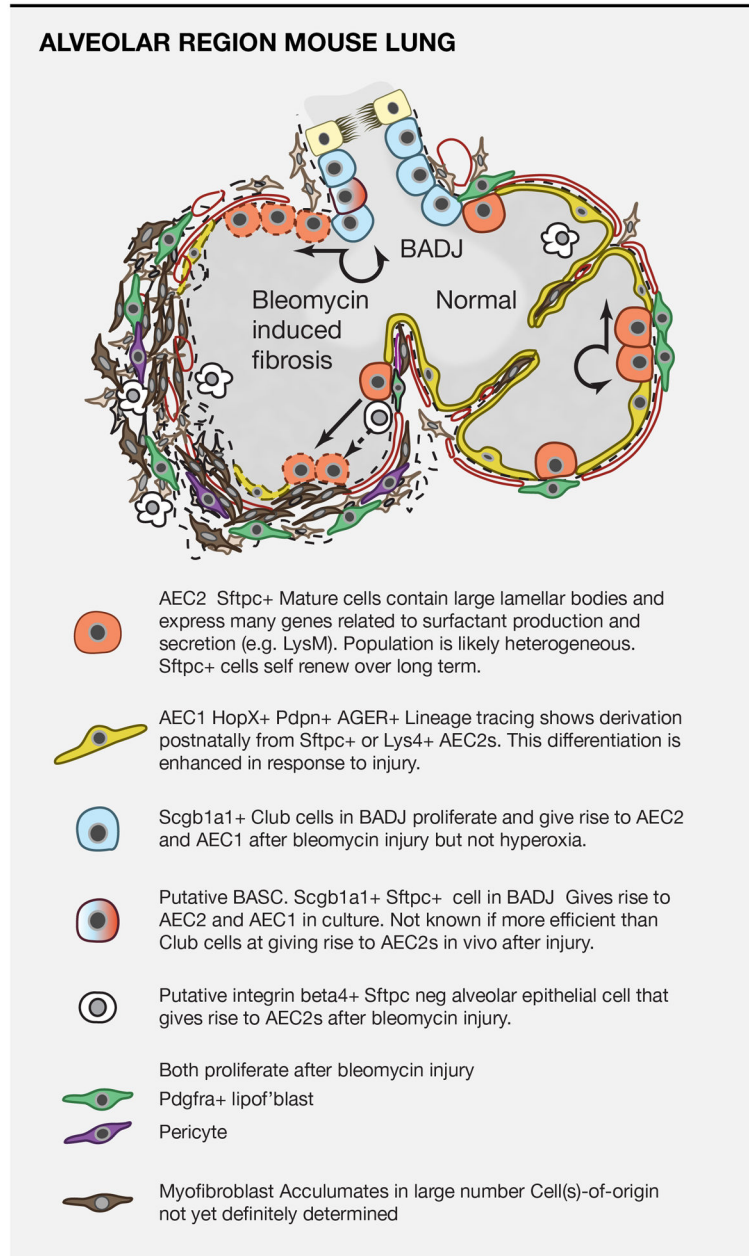 ALVEOLAR REGION MOUSE LUNG
BADJ
Bleomycin
induced
fibrosis
Normal
AEC2 Sftpc+ Mature cells contain large lamellar bodies and
express many genes related to surfactant production and
secretion (e.g. LysM). Population is likely heterogeneous.
Sftpc+ cells self renew over long term.
AEC1 HopX+ Pdpn+ AGER+ Lineage tracing shows derivation
postnatally from Sftpc+ or Lys4+ AEC2s. This differentiation is
enhanced in response to injury.
Scgb1a1+ Club cells in BADJ proliferate and give rise to AEC2
and AEC1 after bleomycin injury but not hyperoxia.
Putative BASC. Scgb1a1+ Sftpc+ cell in BADJ Gives rise to
AEC2 and AEC1 in culture. Not known if more efficient than
Club cells at giving rise to AEC2s in vivo after injury.
Putative integrin beta4+ Sftpc neg alveolar epithelial cell that
gives rise to AEC2s after bleomycin injury.
Both proliferate after bleomycin injury
Pdgfra+ lipof'blast
Pericyte
Myofibroblast Acculumates in large number Cell(s)-of-origin
not yet definitely determined